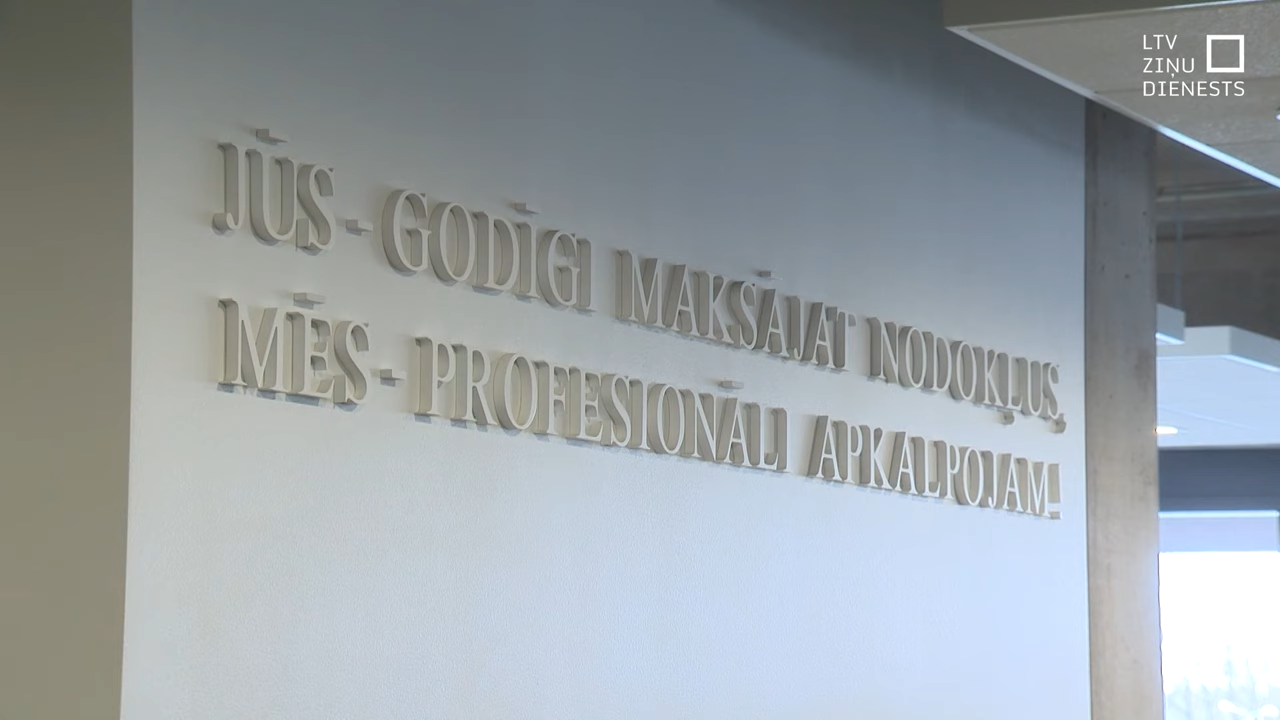 JŪS - GODĪGI MAKSĀJAT NODOKĻUS,
MĒS - PROFESIONĀLI APKALPOJAM!
LTV
ZIŅU
DIENESTS